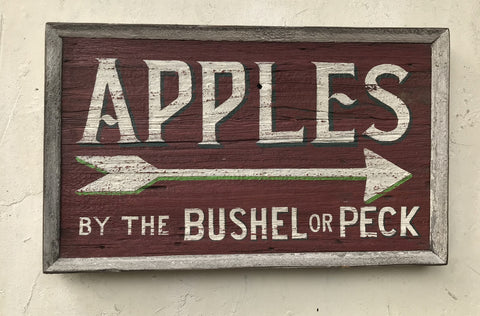 APPLES
BY THE BUSHEL OR PECK